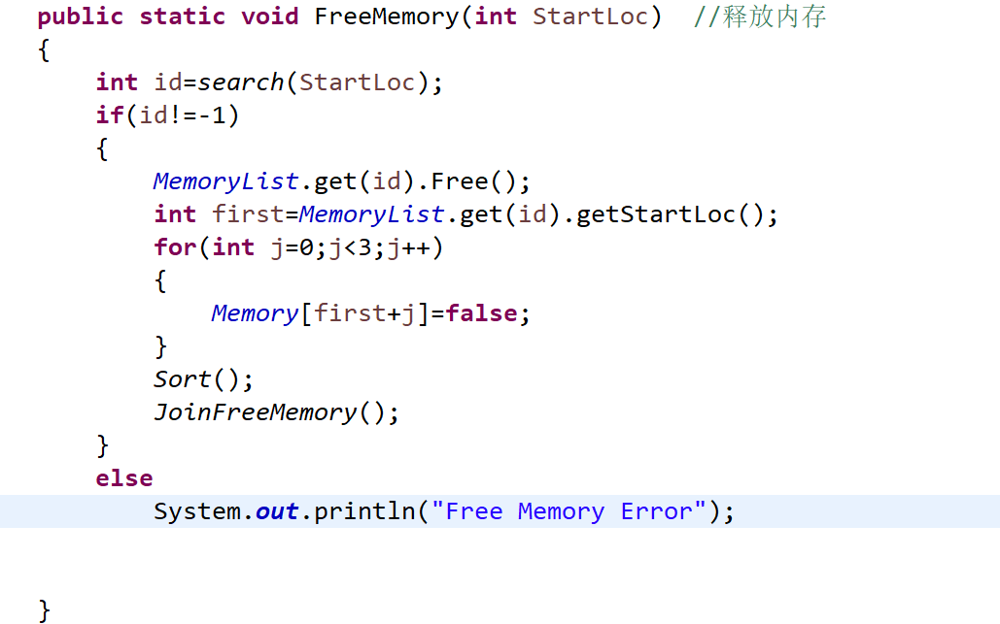 public static void FreeMemory(int StartLoc)  //释放内存
{
    int id=search(StartLoc);
    if(id!=-1)
    {
        MemoryList.get(id).Free();
        int first=MemoryList.get(id).getStartLoc();
        for(int j=0;j<3;j++)
        {
            Memory[first+j]=false;
        }
        Sort();
        JoinFreeMemory();
    }
    else
        System.out.println("Free Memory Error");
}